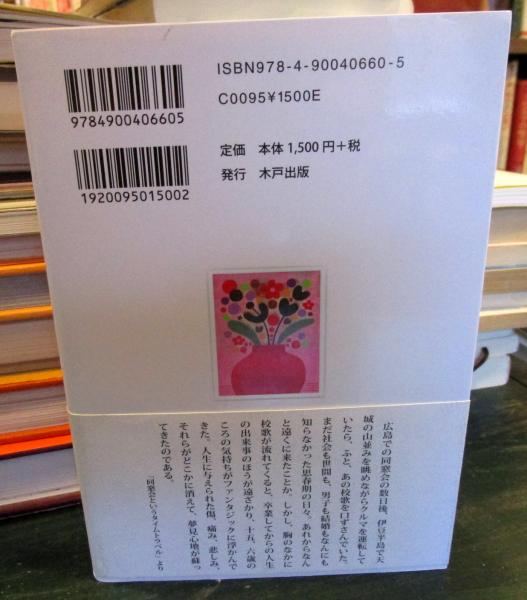 ISBN978-4-90040660-5
C0095¥1500E
9784900406605
定価 本体1,500円+税
発行 木戸出版
1920095015002
広島での同窓会の数日後、伊豆半島で天
城の山並みを眺めながらクルマを運転して
いたら、ふと、あの校歌を口ずさんでいた。
まだ社会も世間も、男子も結婚もなんにも
知らなかった思春期の日々。あれからなん
と遠くに来たことか。しかし、胸のなかに
校歌が流れてくると、卒業してからの人生
の出来事のほうが遠ざかり、十五、六歳の
ころの気持ちがファンタジックに浮かんで
きた。人生に与えられた傷、痛み、悲しみ、
それらがどこかに消えて、夢見心地が蘇っ
てきたのである。
「同窓会というタイムトラベル」より